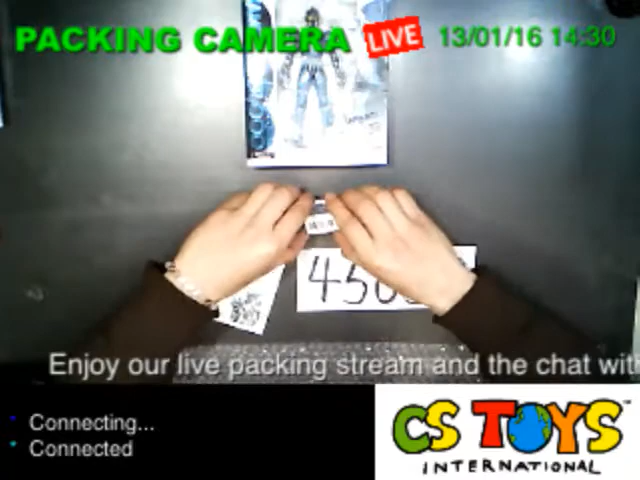 PACKING CAMERA LIVE 13/01/16 14:30
Enjoy our live packing stream and the chat wit
Connecting...
Connected
CS TOYS
INTERNATIONAL